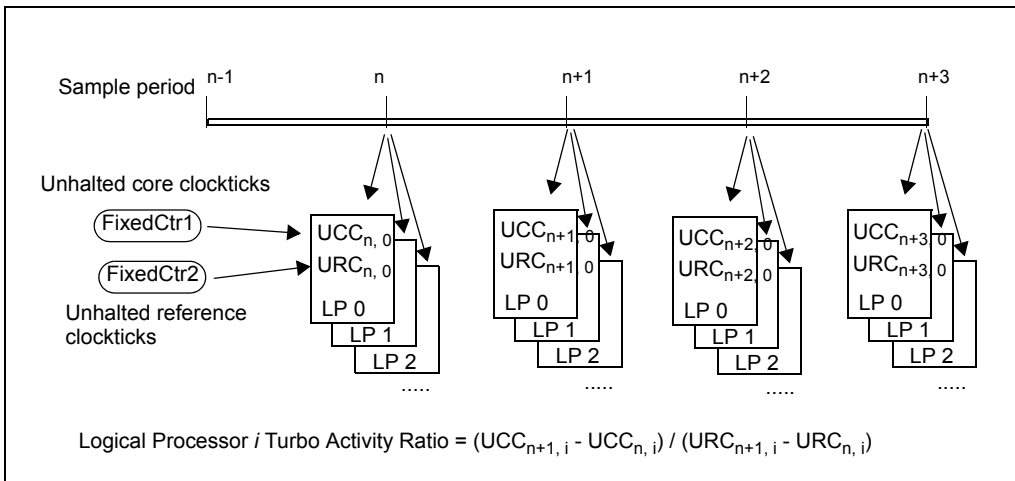 n-1 n n+1 n+2 n+3
Sample period
Unhalted core clockticks
FixedCtr1
FixedCtr2
Unhalted reference
clockticks
UCCn, 0
URCn, 0
LP 0
LP 1
LP 2
.....
UCCn+1, 0
URCn+1, 0
LP 0
LP 1
LP 2
.....
UCCn+2, 0
URCn+2, 0
LP 0
LP 1
LP 2
.....
UCCn+3, 0
URCn+3, 0
LP 0
LP 1
LP 2
.....
Logical Processor i Turbo Activity Ratio = (UCCn+1, i - UCCn, i) / (URCn+1, i - URCn, i)